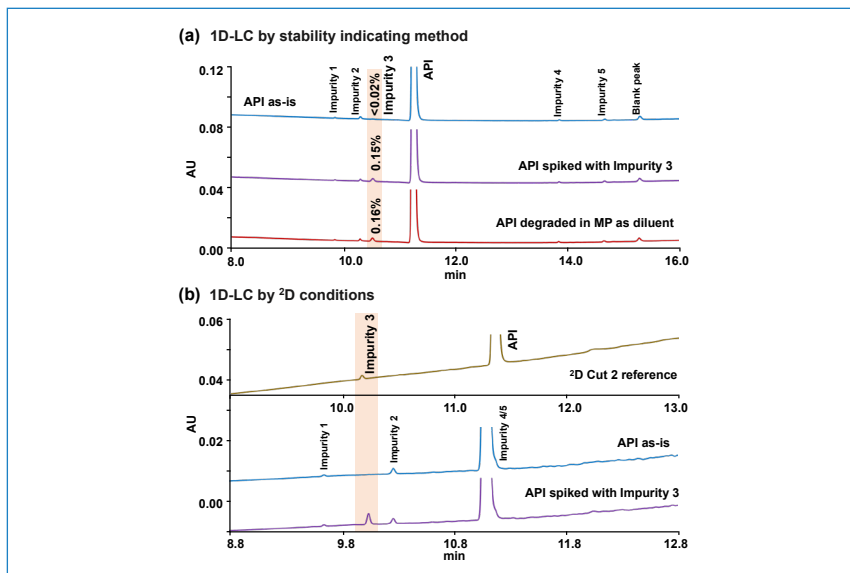 (a) 1D-LC by stability indicating method
0.12
0.08
0.04
0.00
AU
API as-is
Impurity 1
Impurity 2
<0.02%
Impurity 3
API
Impurity 4
Impurity 5
Blank peak
0.15%
API spiked with Impurity 3
0.16%
API degraded in MP as diluent
8.0 10.0 12.0 14.0 16.0
min
(b) 1D-LC by ²D conditions
0.06
0.04
0.02
0.00
AU
Impurity 3
API
²D Cut 2 reference
10.0 11.0 12.0 13.0
Impurity 1
Impurity 2
Impurity 4/5
API as-is
API spiked with Impurity 3
8.8 9.8 10.8 11.8 12.8
min